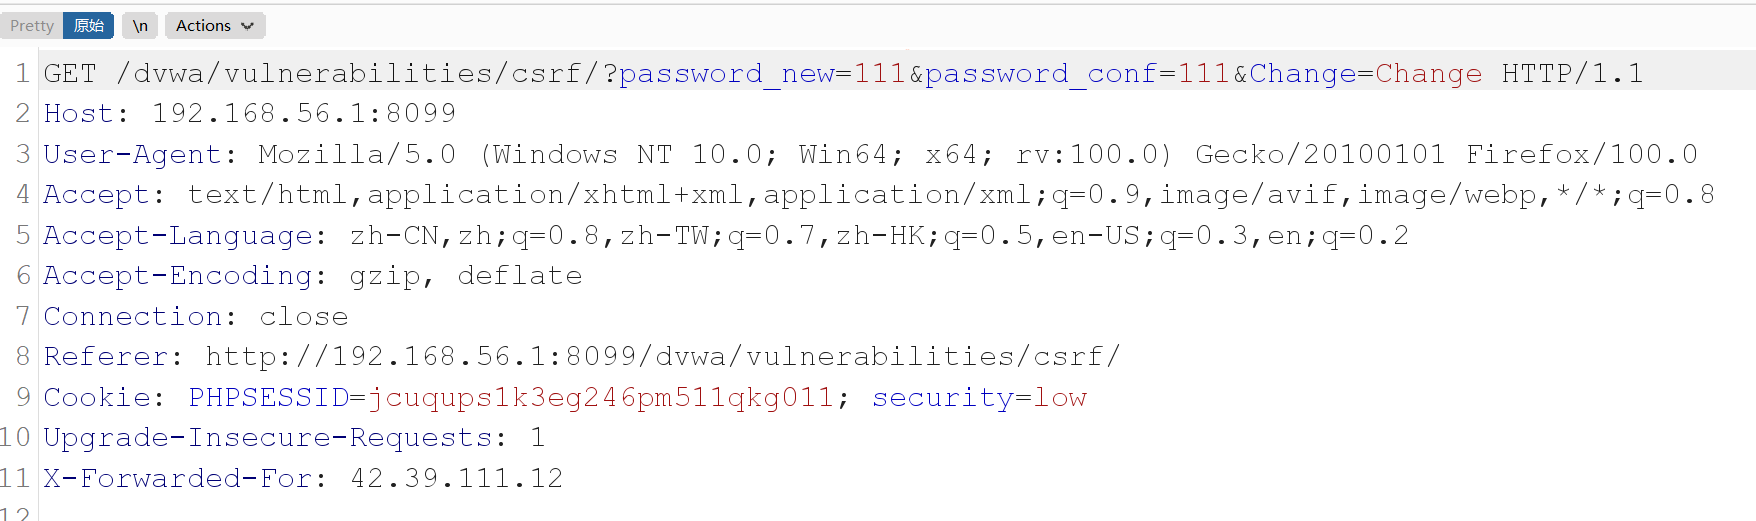 Pretty 原始 \n Actions
1 GET /dvwa/vulnerabilities/csrf/?password_new=111&password_conf=111&Change=Change HTTP/1.1
2 Host: 192.168.56.1:8099
3 User-Agent: Mozilla/5.0 (Windows NT 10.0; Win64; x64; rv:100.0) Gecko/20100101 Firefox/100.0
4 Accept: text/html,application/xhtml+xml,application/xml;q=0.9,image/avif,image/webp,*/*;q=0.8
5 Accept-Language: zh-CN,zh;q=0.8,zh-TW;q=0.7,zh-HK;q=0.5,en-US;q=0.3,en;q=0.2
6 Accept-Encoding: gzip, deflate
7 Connection: close
8 Referer: http://192.168.56.1:8099/dvwa/vulnerabilities/csrf/
9 Cookie: PHPSESSID=jcuqups1k3eg246pm511qkg011; security=low
10 Upgrade-Insecure-Requests: 1
11 X-Forwarded-For: 42.39.111.12
12